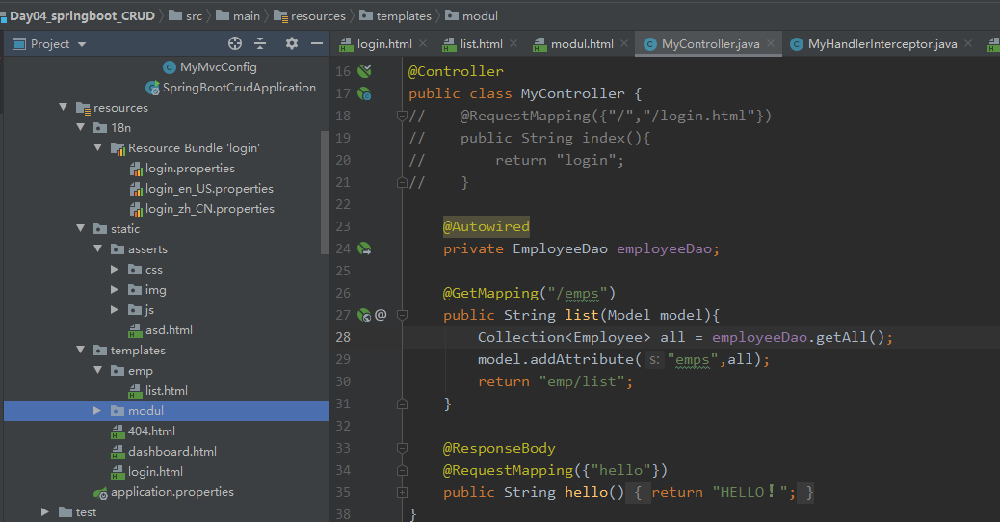 Day04_springboot_CRUD src main resources templates modul
Project
login.html list.html modul.html MyController.java MyHandlerInterceptor.java
MyMvcConfig
SpringBootCrudApplication
resources
18n
Resource Bundle 'login'
login.properties
login_en_US.properties
login_zh_CN.properties
static
asserts
css
img
js
asd.html
templates
emp
list.html
modul
404.html
dashboard.html
login.html
application.properties
test
16 @Controller
17 public class MyController {
18 // @RequestMapping({"/","/login.html"})
19 // public String index(){
20 // return "login";
21 // }
22
23 @Autowired
24 private EmployeeDao employeeDao;
25
26 @GetMapping("/emps")
27 @ public String list(Model model){
28 Collection<Employee> all = employeeDao.getAll();
29 model.addAttribute( s: "emps",all);
30 return "emp/list";
31 }
32
33 @ResponseBody
34 @RequestMapping({"hello"})
35 public String hello() { return "HELLO！"; }
38 }